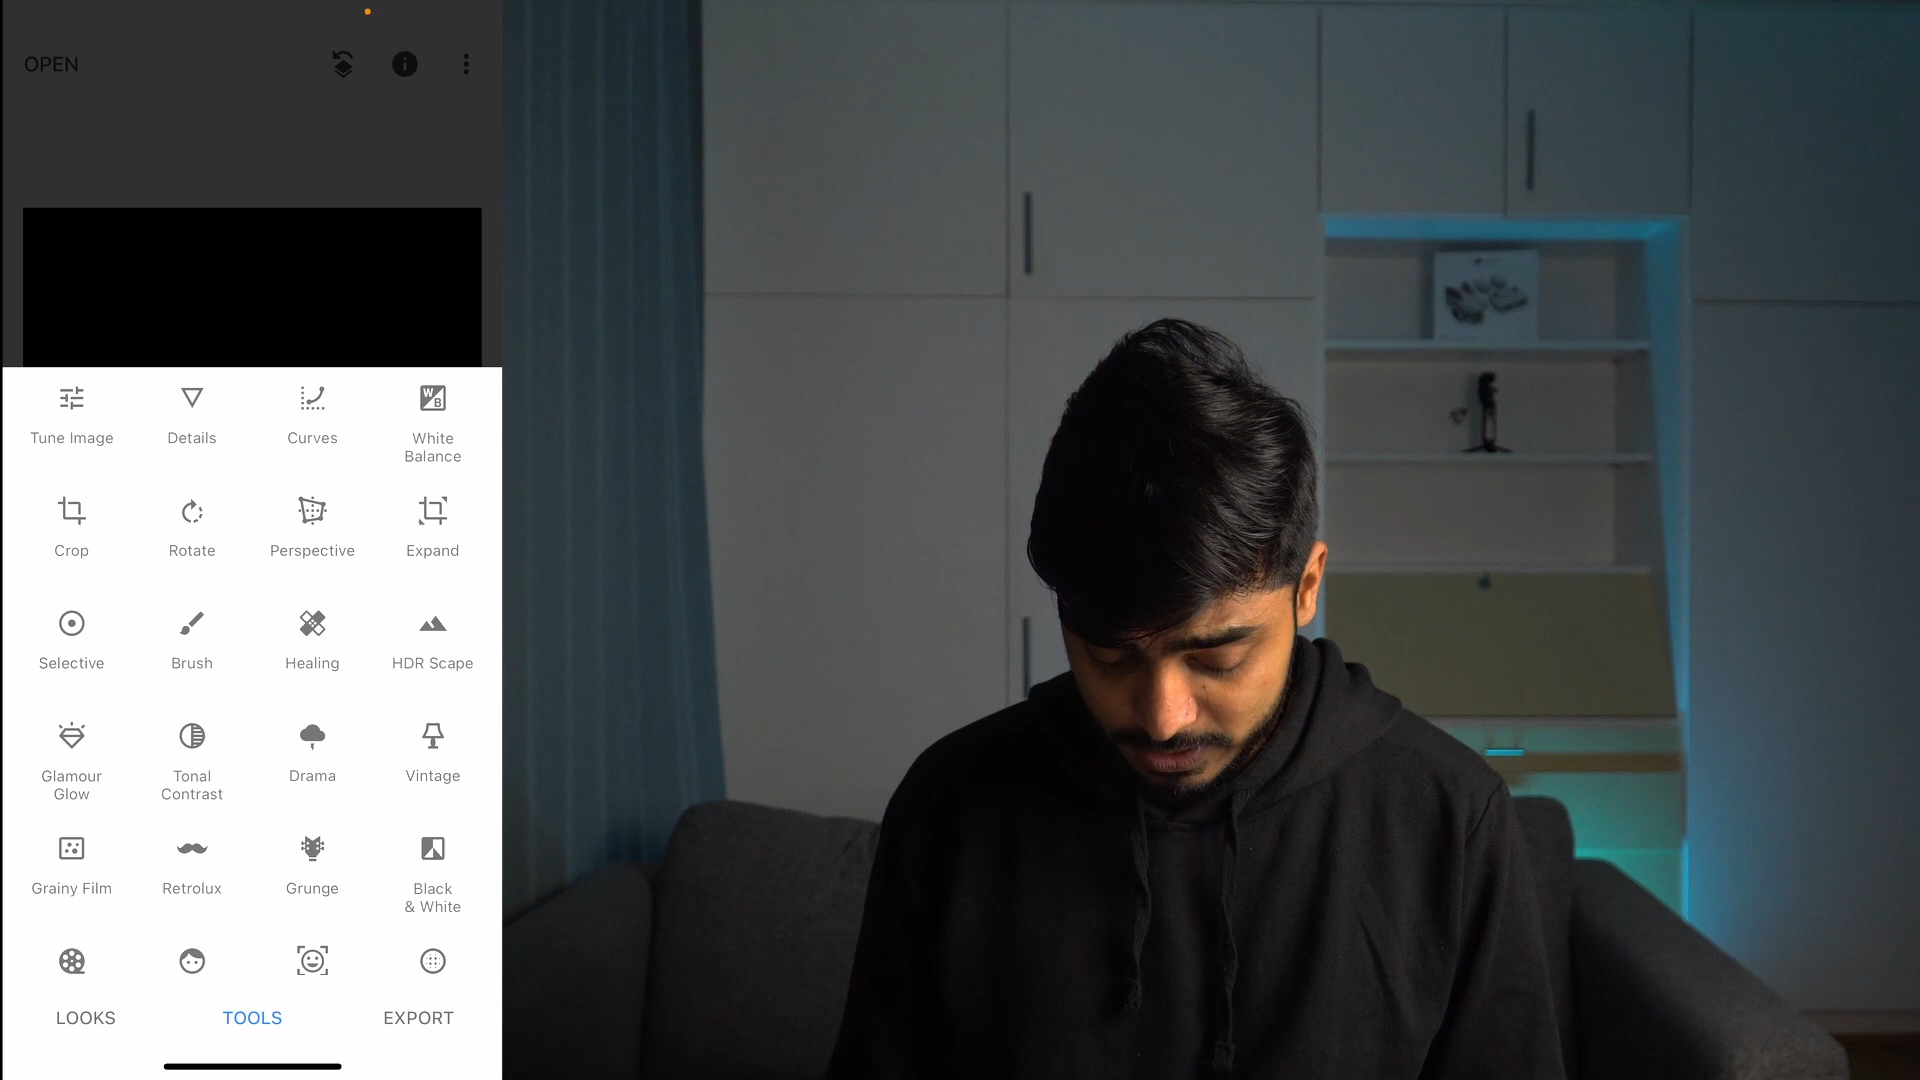 OPEN
Tune Image
Details
Curves
White
Balance
Crop
Rotate
Perspective
Expand
Selective
Brush
Healing
HDR Scape
Glamour
Glow
Tonal
Contrast
Drama
Vintage
Grainy Film
Retrolux
Grunge
Black
& White
LOOKS
TOOLS
EXPORT